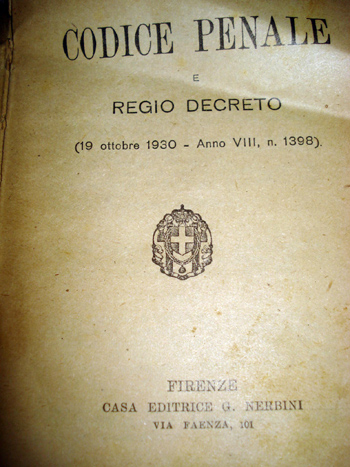 CODICE PENALE
E
REGIO DECRETO
(19 ottobre 1930 - Anno VIII, n. 1398).
FIRENZE
CASA EDITRICE G. NERBINI
VIA FAENZA, 101